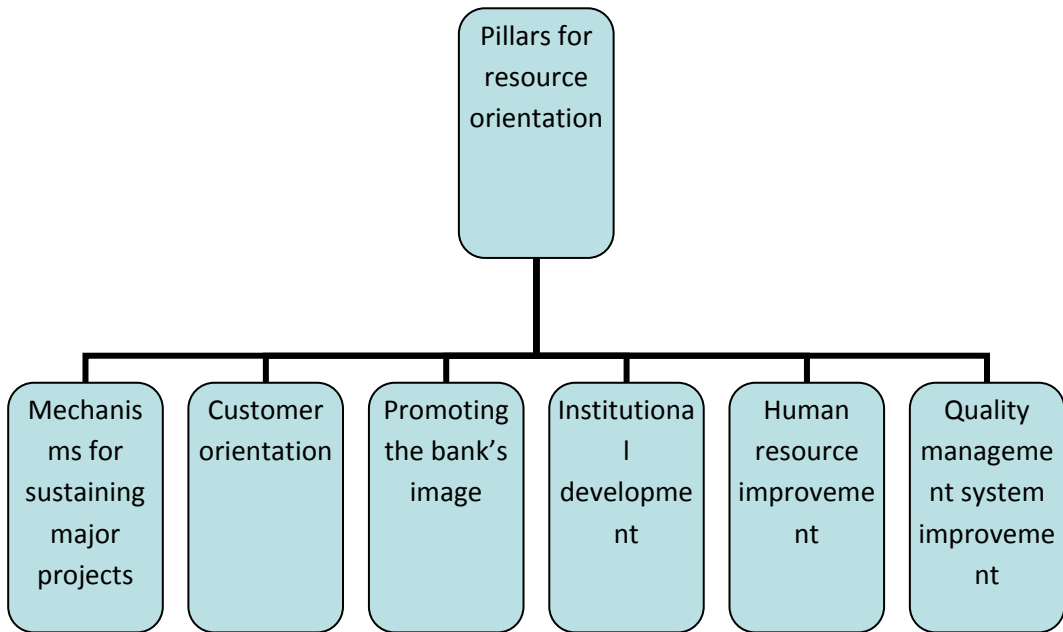 Pillars for
resource
orientation
Mechanis
ms for
sustaining
major
projects
Customer
orientation
Promoting
the bank’s
image
Institutiona
l
developme
nt
Human
resource
improveme
nt
Quality
manageme
nt system
improveme
nt